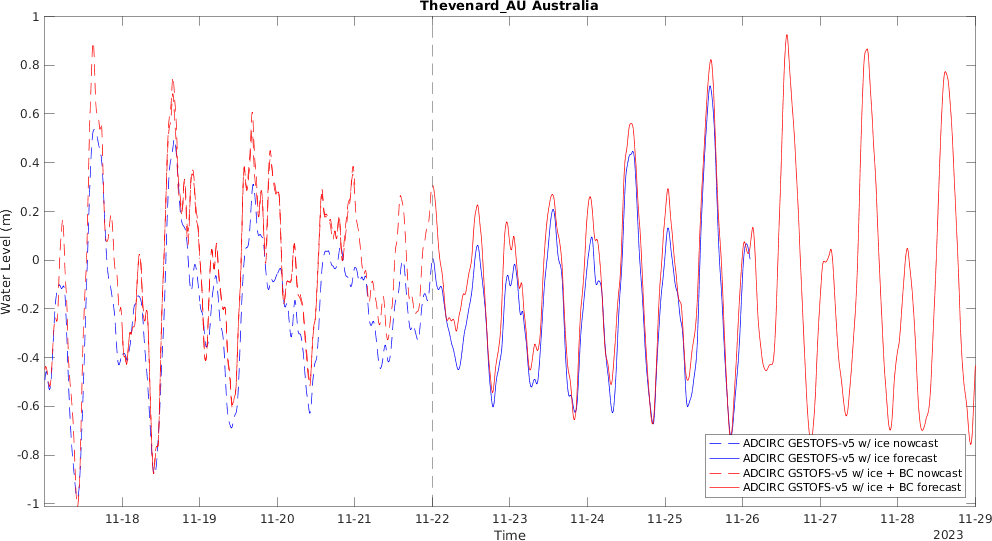 Thevenard_AU Australia
Water Level (m)
1
0.8
0.6
0.4
0.2
0
-0.2
-0.4
-0.6
-0.8
-1
ADCIRC GESTOFS-v5 w/ ice nowcast
ADCIRC GESTOFS-v5 w/ ice forecast
ADCIRC GSTOFS-v5 w/ ice + BC nowcast
ADCIRC GSTOFS-v5 w/ ice + BC forecast
11-18 11-19 11-20 11-21 11-22 11-23 11-24 11-25 11-26 11-27 11-28 11-29
Time
2023